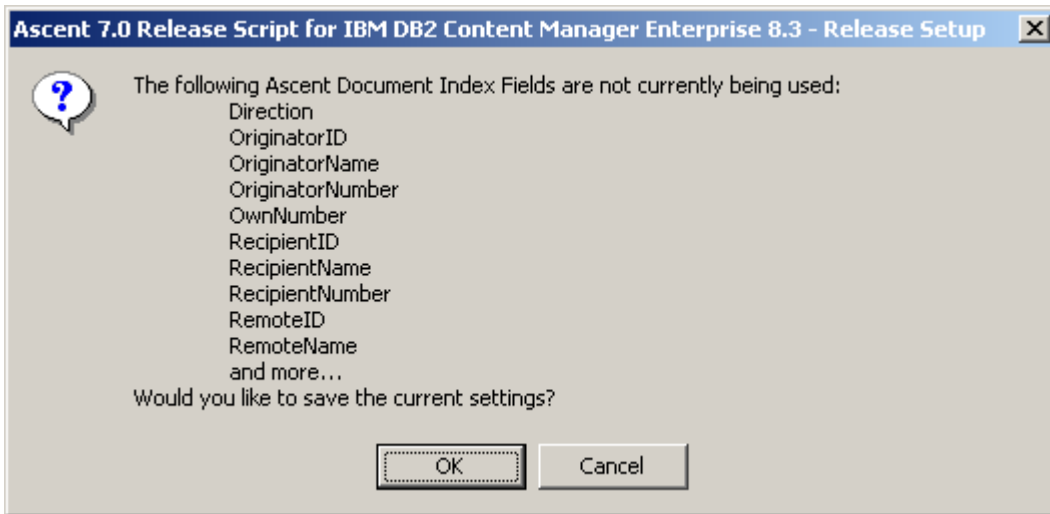 Ascent 7.0 Release Script for IBM DB2 Content Manager Enterprise 8.3 - Release Setup
The following Ascent Document Index Fields are not currently being used:
Direction
OriginatorID
OriginatorName
OriginatorNumber
OwnNumber
RecipientID
RecipientName
RecipientNumber
RemoteID
RemoteName
and more...
Would you like to save the current settings?
OK
Cancel